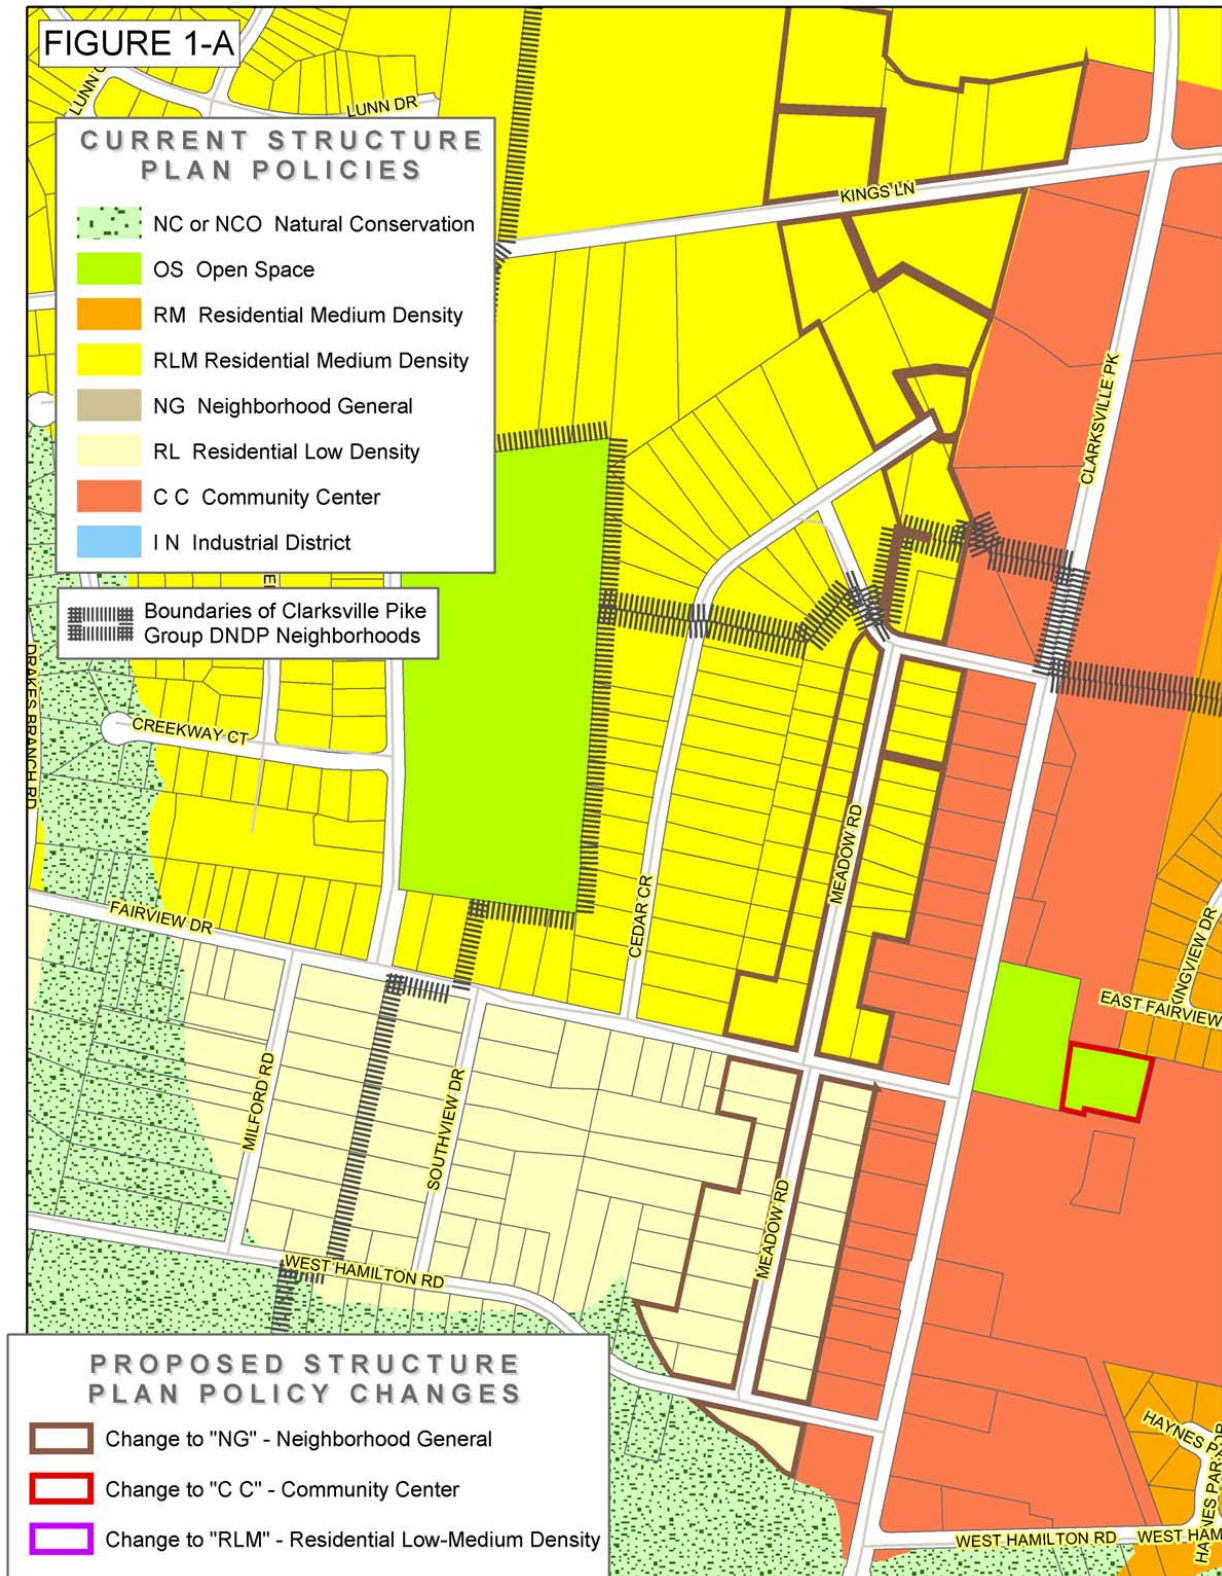 FIGURE 1-A
LUNN DR
CURRENT STRUCTURE
PLAN POLICIES
NC or NCO Natural Conservation
OS Open Space
RM Residential Medium Density
RLM Residential Medium Density
NG Neighborhood General
RL Residential Low Density
C C Community Center
I N Industrial District
Boundaries of Clarksville Pike
Group DNDP Neighborhoods
KINGS LN
CLARKSVILLE PK
DRAKES BRANCH RD
CREEKWAY CT
MEADOW RD
CEDAR CR
FAIRVIEW DR
KINGVIEW DR
EAST FAIRVIEW
MILFORD RD
SOUTHVIEW DR
MEADOW RD
WEST HAMILTON RD
PROPOSED STRUCTURE
PLAN POLICY CHANGES
Change to "NG" - Neighborhood General
Change to "C C" - Community Center
Change to "RLM" - Residential Low-Medium Density
HAYNES
HAYNES PAR
WEST HAMILTON RD
WEST HAM